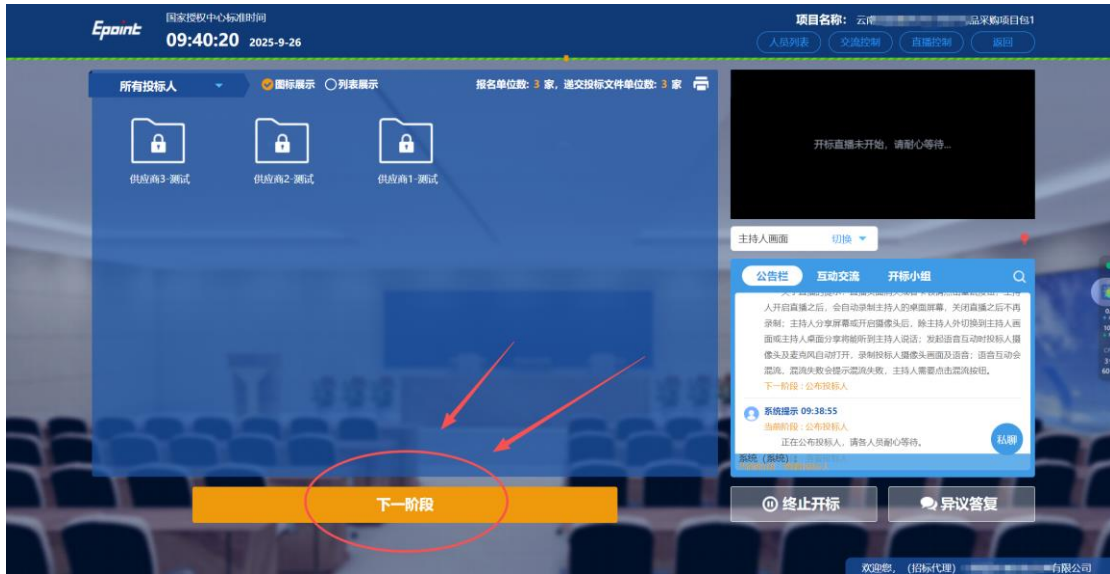 Epoint
国家授权中心标准时间
09:40:20 2025-9-26
项目名称： 云南 品采购项目包1
人员列表 交流控制 直播控制 返回
所有投标人 图标展示 列表展示 报名单位数: 3 家，递交投标文件单位数: 3 家
供应商3-测试 供应商2-测试 供应商1-测试
下一阶段
开标直播未开始，请耐心等待...
主持人画面 切换
公告栏 互动交流 开标小组
人开启直播之后，会自动录制主持人的桌面屏幕，关闭直播之后不再
录制；主持人分享屏幕或开启摄像头后，除主持人外切换到主持人画
面或主持人桌面分享将能听到主持人说话；发起语音互动时投标人摄
像头及麦克风自动打开，录制投标人摄像头画面及语音；语音互动会
混流，混流失败会提示混流失败，主持人需要点击混流按钮。
下一阶段 : 公布投标人
系统提示 09:38:55
当前阶段 : 公布投标人
正在公布投标人，请各人员耐心等待。
私聊
系统（系统）：
终止开标 异议答复
欢迎您，（招标代理） 有限公司